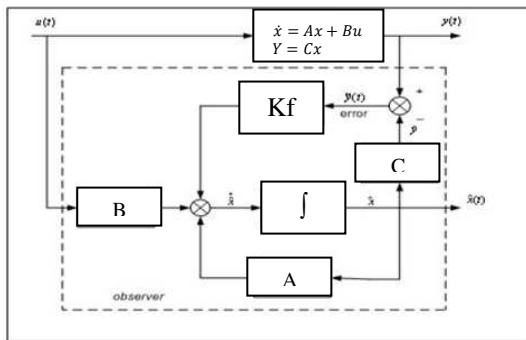 u(t)
ẋ = Ax + Bu
Y = Cx
y(t)
+
Kf
ỹ(t)
error
−
ŷ
C
B
∫
x̂
x̂(t)
A
observer